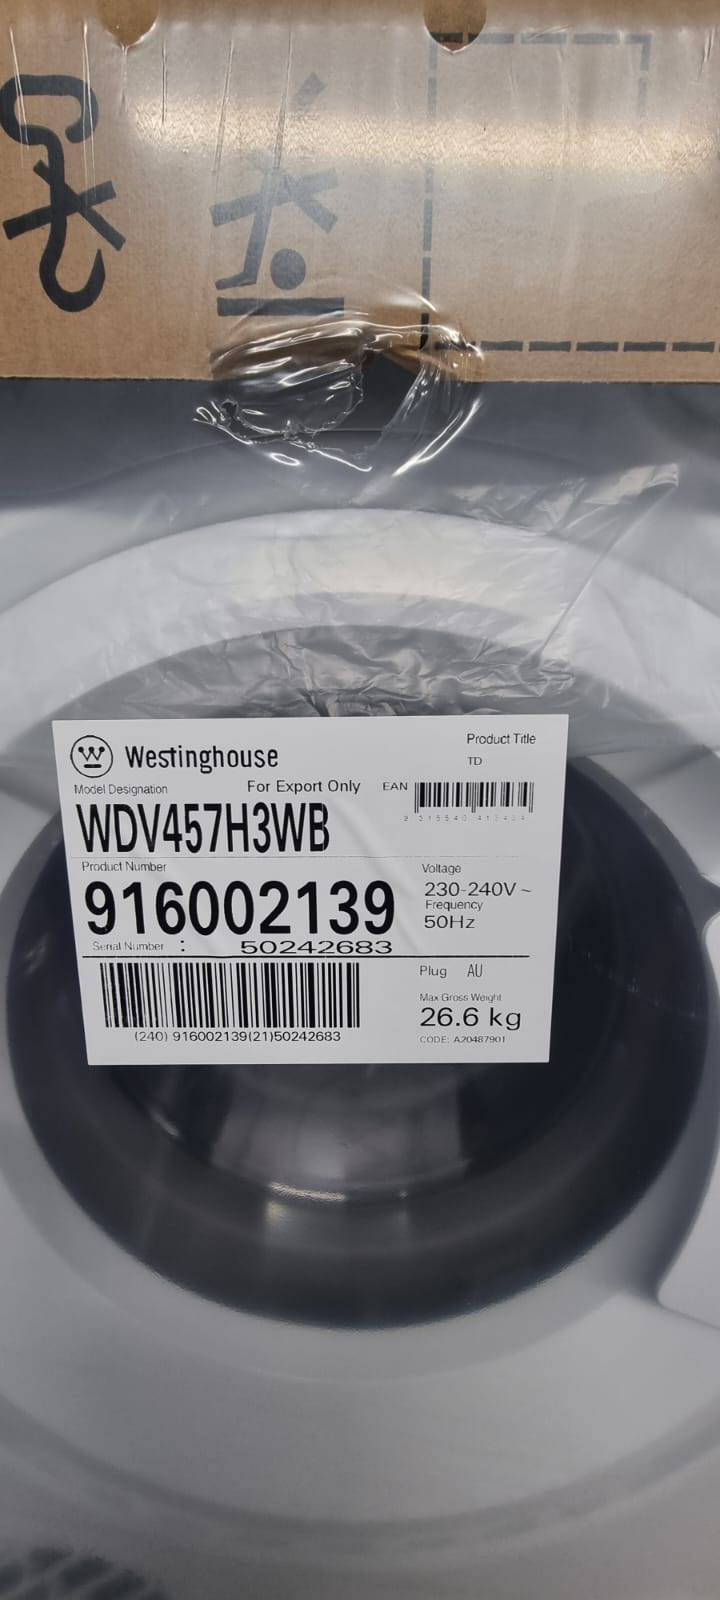 Westinghouse
Product Title
TD
Model Designation
For Export Only
EAN
WDV457H3WB
Product Number
916002139
Voltage
230-240V ~
Frequency
50Hz
Serial Number : 50242683
(240) 916002139(21)50242683
Plug AU
Max Gross Weight
26.6 kg
CODE: A20487901